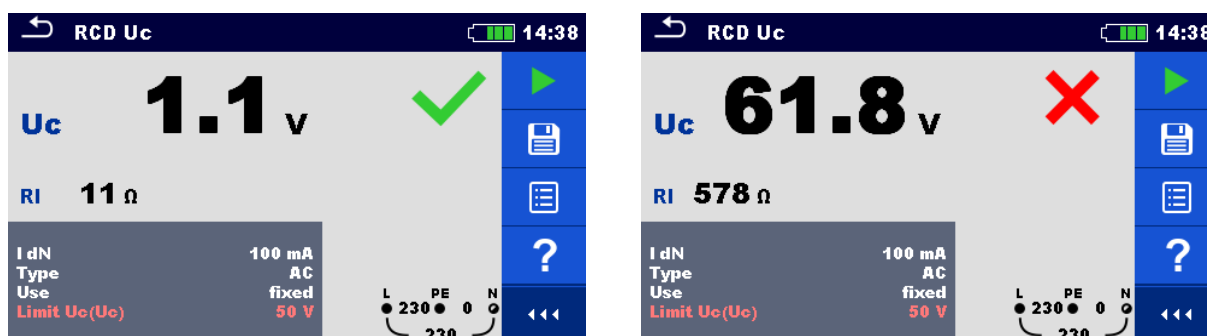 RCD Uc 14:38
Uc 1.1 V
RI 11 Ω
I dN 100 mA
Type AC
Use fixed
Limit Uc(Uc) 50 V
L PE N
230 0
230
?
RCD Uc 14:38
Uc 61.8 V
RI 578 Ω
I dN 100 mA
Type AC
Use fixed
Limit Uc(Uc) 50 V
L PE N
230 0
230
?